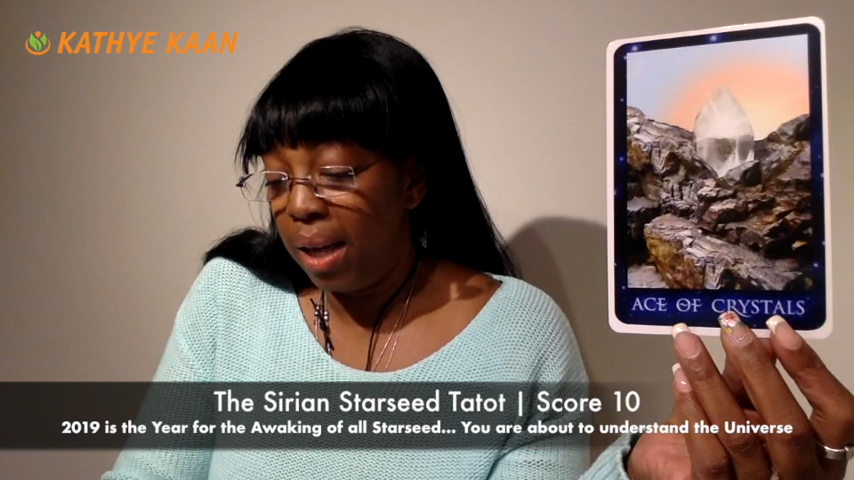 KATHYE KAAN
ACE OF CRYSTALS
The Sirian Starseed Tatot | Score 10
2019 is the Year for the Awaking of all Starseed... You are about to understand the Universe